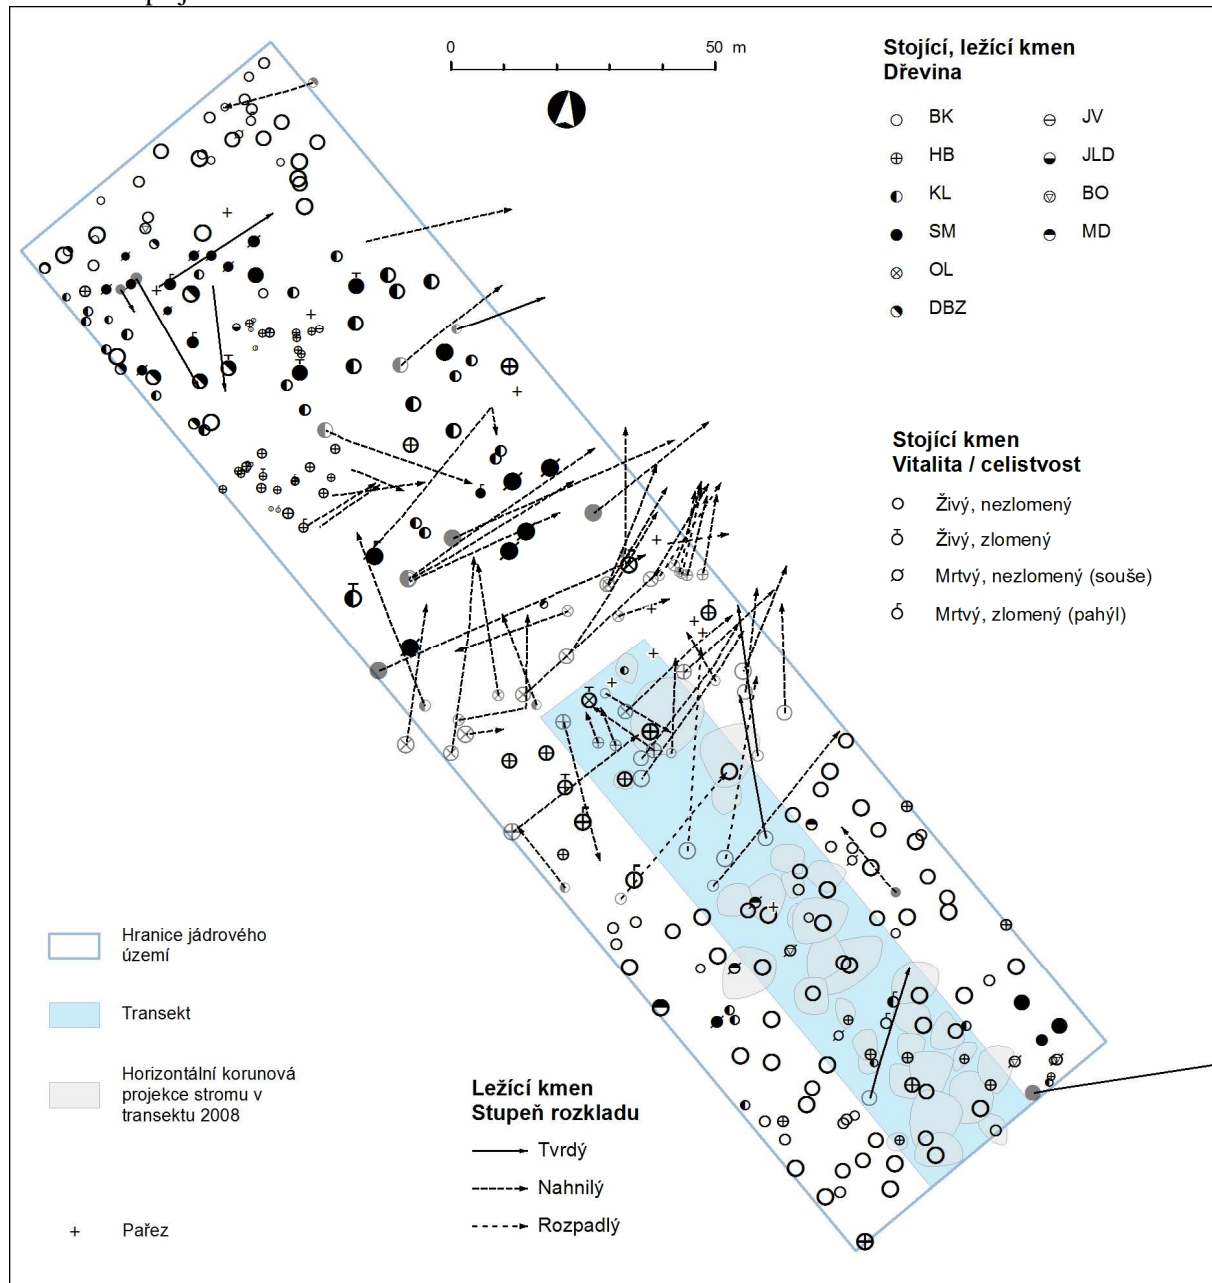 0 50 m
Stojící, ležící kmen
Dřevina
BK JV
HB JLD
KL BO
SM MD
OL
DBZ
Stojící kmen
Vitalita / celistvost
Živý, nezlomený
Živý, zlomený
Mrtvý, nezlomený (souše)
Mrtvý, zlomený (pahýl)
Hranice jádrového
území
Transekt
Horizontální korunová
projekce stromu v
transektu 2008
Pařez
Ležící kmen
Stupeň rozkladu
Tvrdý
Nahnilý
Rozpadlý